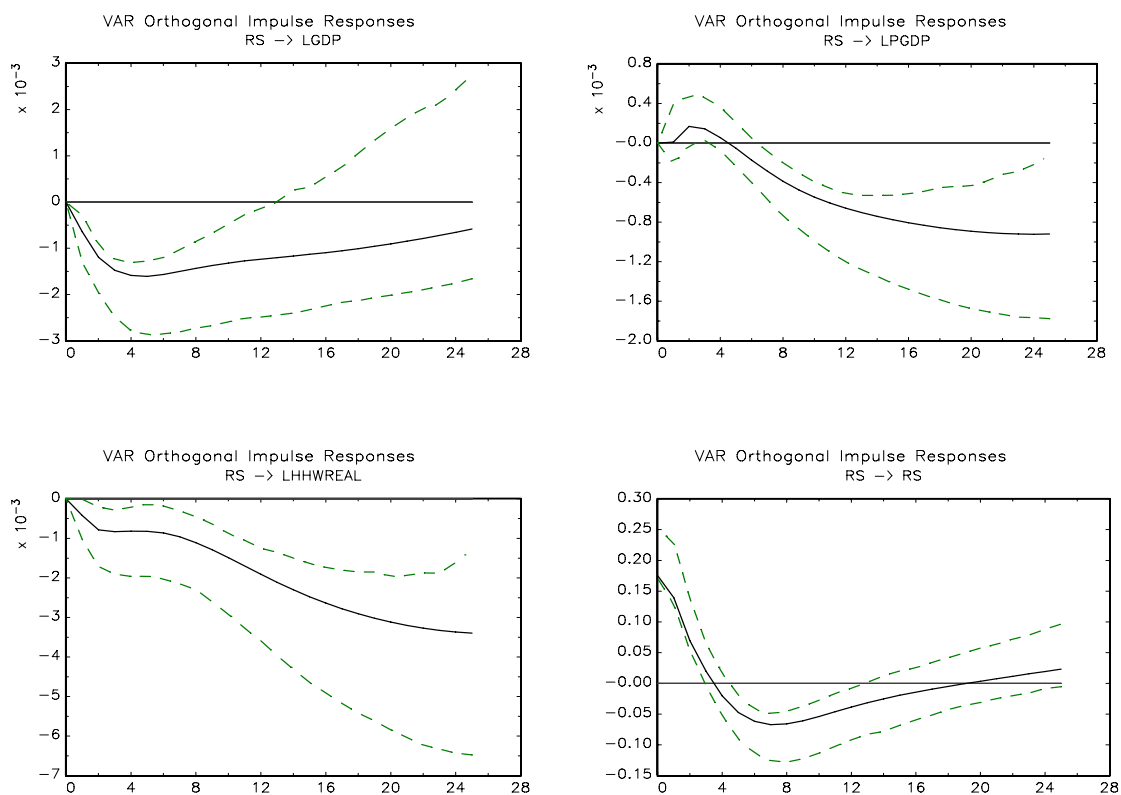 VAR Orthogonal Impulse Responses
RS -> LGDP
x 10⁻³
3
2
1
0
-1
-2
-3
0 4 8 12 16 20 24 28
VAR Orthogonal Impulse Responses
RS -> LPGDP
x 10⁻³
0.8
0.4
-0.0
-0.4
-0.8
-1.2
-1.6
-2.0
0 4 8 12 16 20 24 28
VAR Orthogonal Impulse Responses
RS -> LHHWREAL
x 10⁻³
0
-1
-2
-3
-4
-5
-6
-7
0 4 8 12 16 20 24 28
VAR Orthogonal Impulse Responses
RS -> RS
0.30
0.25
0.20
0.15
0.10
0.05
-0.00
-0.05
-0.10
-0.15
0 4 8 12 16 20 24 28